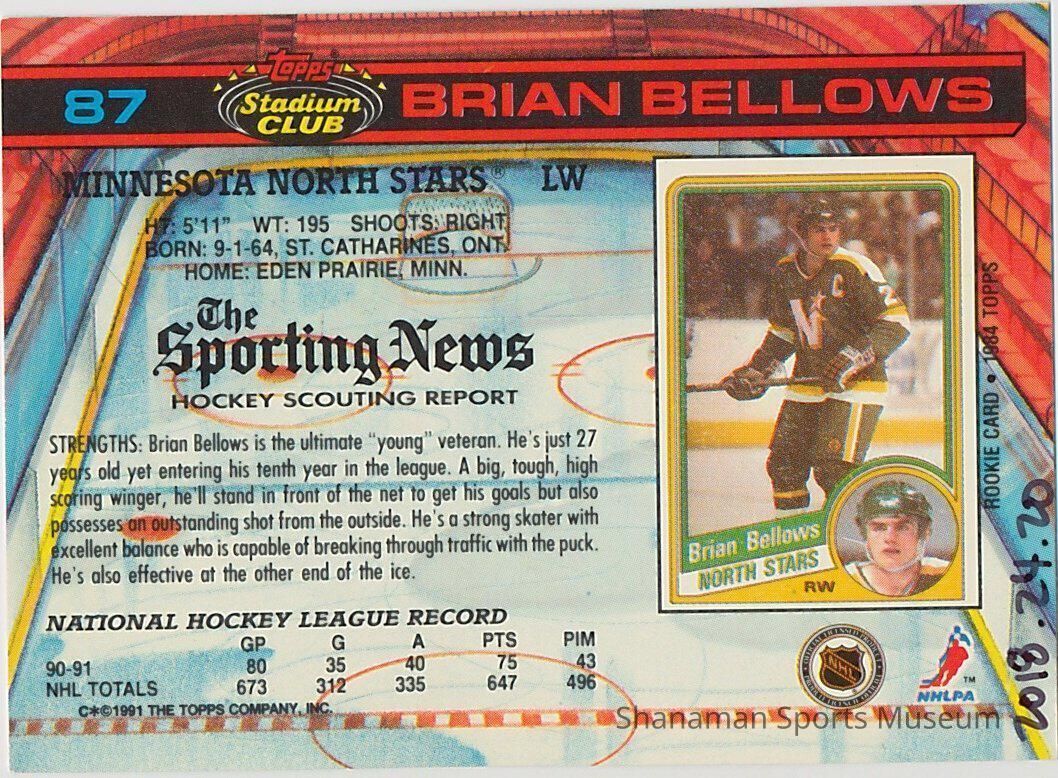 87
Topps
Stadium
CLUB
BRIAN BELLOWS
MINNESOTA NORTH STARS® LW
HT: 5'11" WT: 195 SHOOTS: RIGHT
BORN: 9-1-64, ST. CATHARINES, ONT.
HOME: EDEN PRAIRIE, MINN.
The
Sporting News
HOCKEY SCOUTING REPORT
STRENGTHS: Brian Bellows is the ultimate "young" veteran. He's just 27
years old yet entering his tenth year in the league. A big, tough, high
scoring winger, he'll stand in front of the net to get his goals but also
possesses an outstanding shot from the outside. He's a strong skater with
excellent balance who is capable of breaking through traffic with the puck.
He's also effective at the other end of the ice.
NATIONAL HOCKEY LEAGUE RECORD
GP G A PTS PIM
90-91 80 35 40 75 43
NHL TOTALS 673 312 335 647 496
C*©1991 THE TOPPS COMPANY, INC.
N
C
2
Brian Bellows
NORTH STARS
RW
ROOKIE CARD • 1984 TOPPS
NHL
NHLPA
TM
2018.24.20
Shanaman Sports Museum